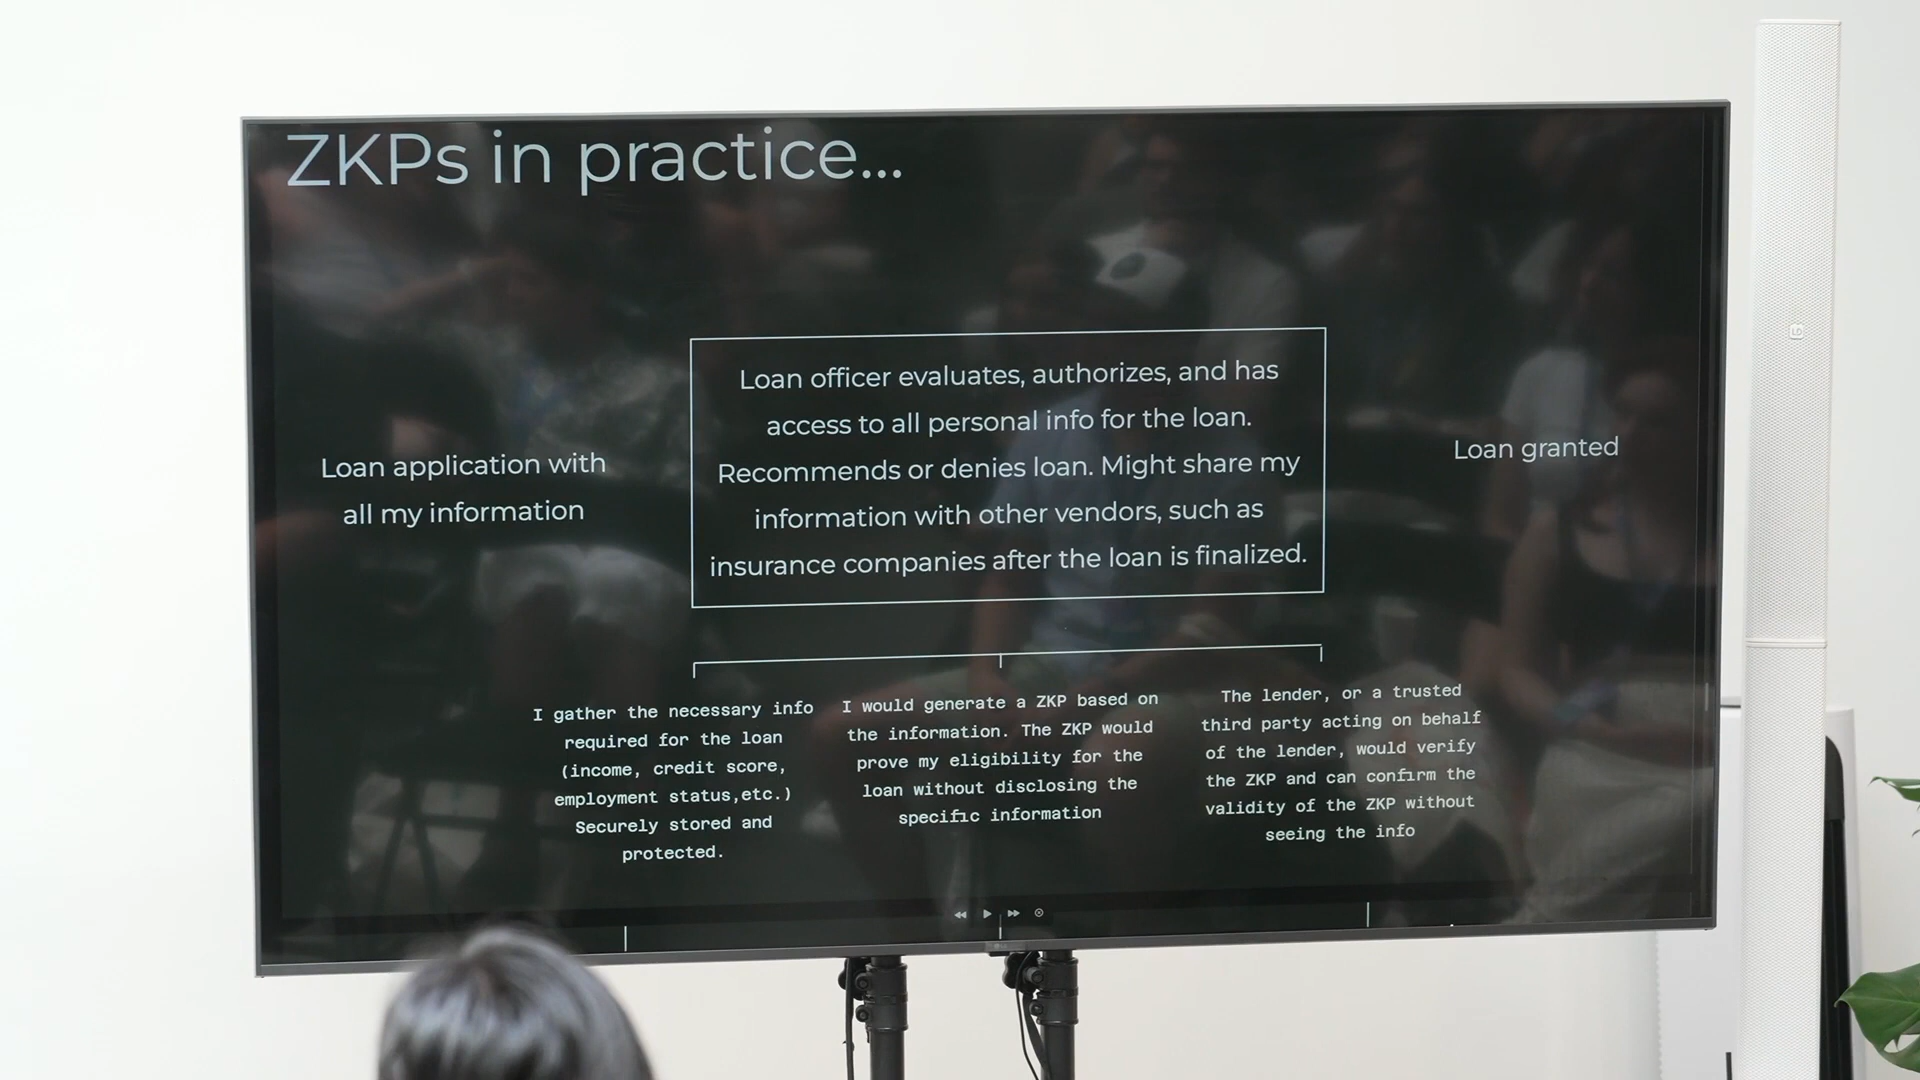 ZKPs in practice...
Loan application with
all my information
Loan officer evaluates, authorizes, and has
access to all personal info for the loan.
Recommends or denies loan. Might share my
information with other vendors, such as
insurance companies after the loan is finalized.
Loan granted
I gather the necessary info
required for the loan
(income, credit score,
employment status,etc.)
Securely stored and
protected.
I would generate a ZKP based on
the information. The ZKP would
prove my eligibility for the
loan without disclosing the
specific information
The lender, or a trusted
third party acting on behalf
of the lender, would verify
the ZKP and can confirm the
validity of the ZKP without
seeing the info
LD